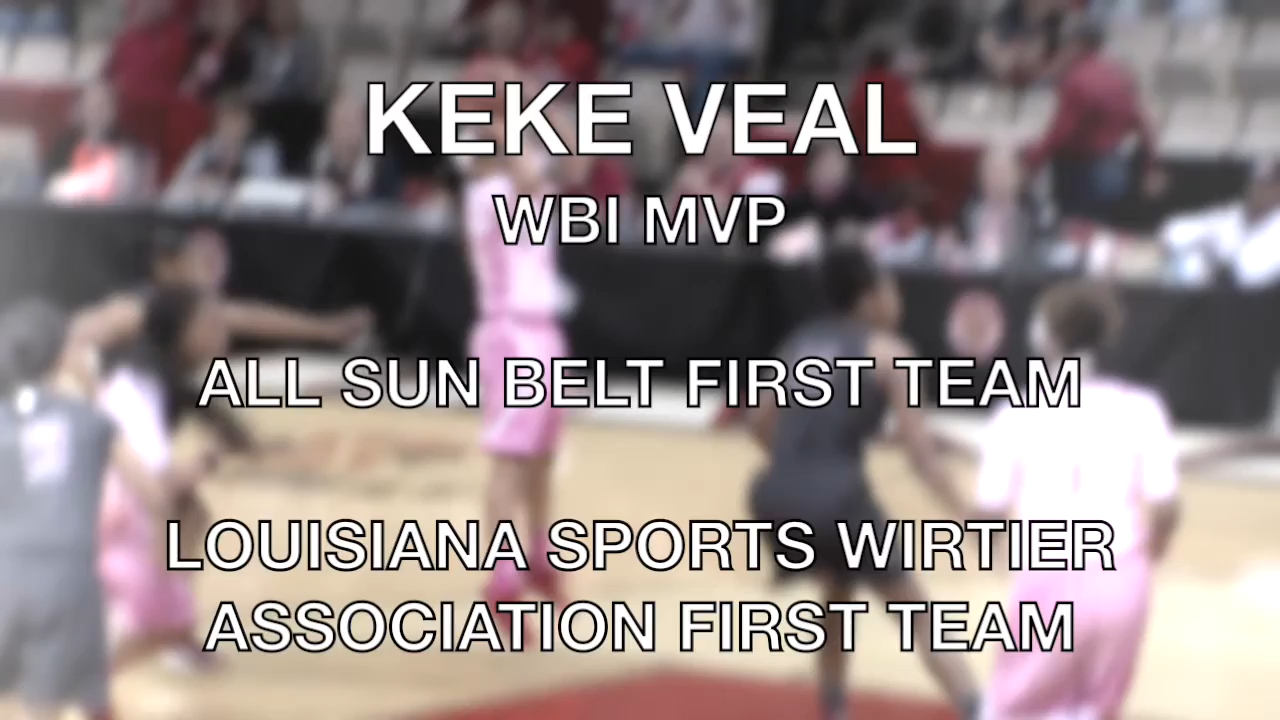 KEKE VEAL
WBI MVP
ALL SUN BELT FIRST TEAM
LOUISIANA SPORTS WIRTIER
ASSOCIATION FIRST TEAM